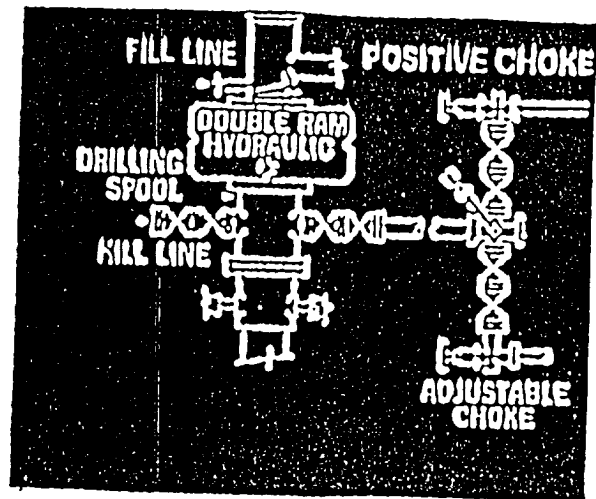 FILL LINE
POSITIVE CHOKE
DOUBLE RAM
HYDRAULIC
DRILLING
SPOOL
KILL LINE
ADJUSTABLE
CHOKE